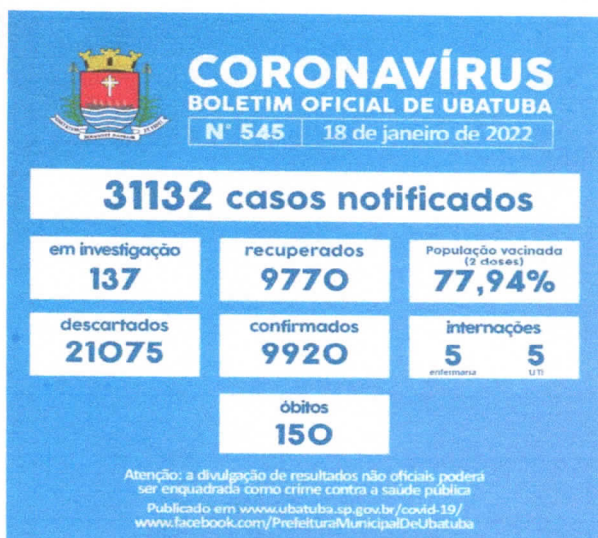 CORONAVÍRUS
BOLETIM OFICIAL DE UBATUBA
N° 545 | 18 de janeiro de 2022
31132 casos notificados
em investigação
137
recuperados
9770
População vacinada
(2 doses)
77,94%
descartados
21075
confirmados
9920
internações
5 5
enfermaria UTI
óbitos
150
Atenção: a divulgação de resultados não oficiais poderá
ser enquadrada como crime contra a saúde pública
Publicado em www.ubatuba.sp.gov.br/covid-19/
www.facebook.com/PrefeituraMunicipalDeUbatuba